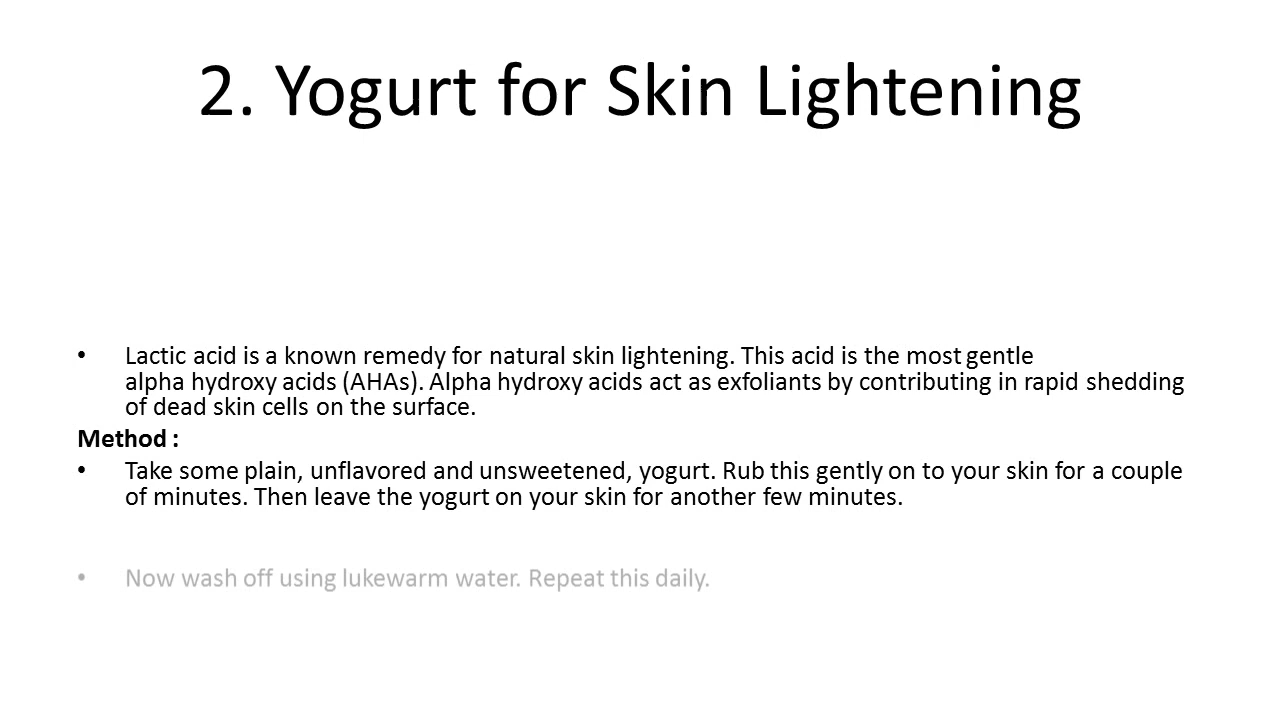 2. Yogurt for Skin Lightening
• Lactic acid is a known remedy for natural skin lightening. This acid is the most gentle
alpha hydroxy acids (AHAs). Alpha hydroxy acids act as exfoliants by contributing in rapid shedding
of dead skin cells on the surface.
Method :
• Take some plain, unflavored and unsweetened, yogurt. Rub this gently on to your skin for a couple
of minutes. Then leave the yogurt on your skin for another few minutes.
• Now wash off using lukewarm water. Repeat this daily.